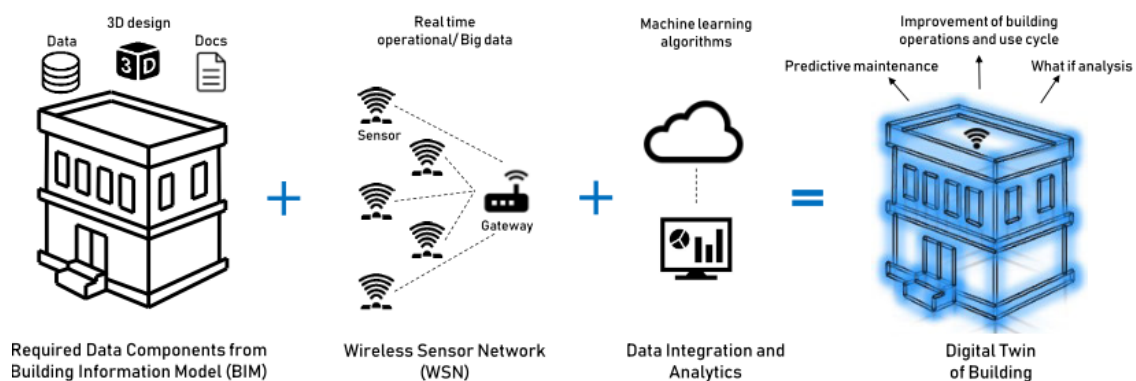 3D design
Data
Docs
3D
Required Data Components from
Building Information Model (BIM)
+
Real time
operational/ Big data
Sensor
Gateway
Wireless Sensor Network
(WSN)
+
Machine learning
algorithms
Data Integration and
Analytics
=
Improvement of building
operations and use cycle
Predictive maintenance
What if analysis
Digital Twin
of Building